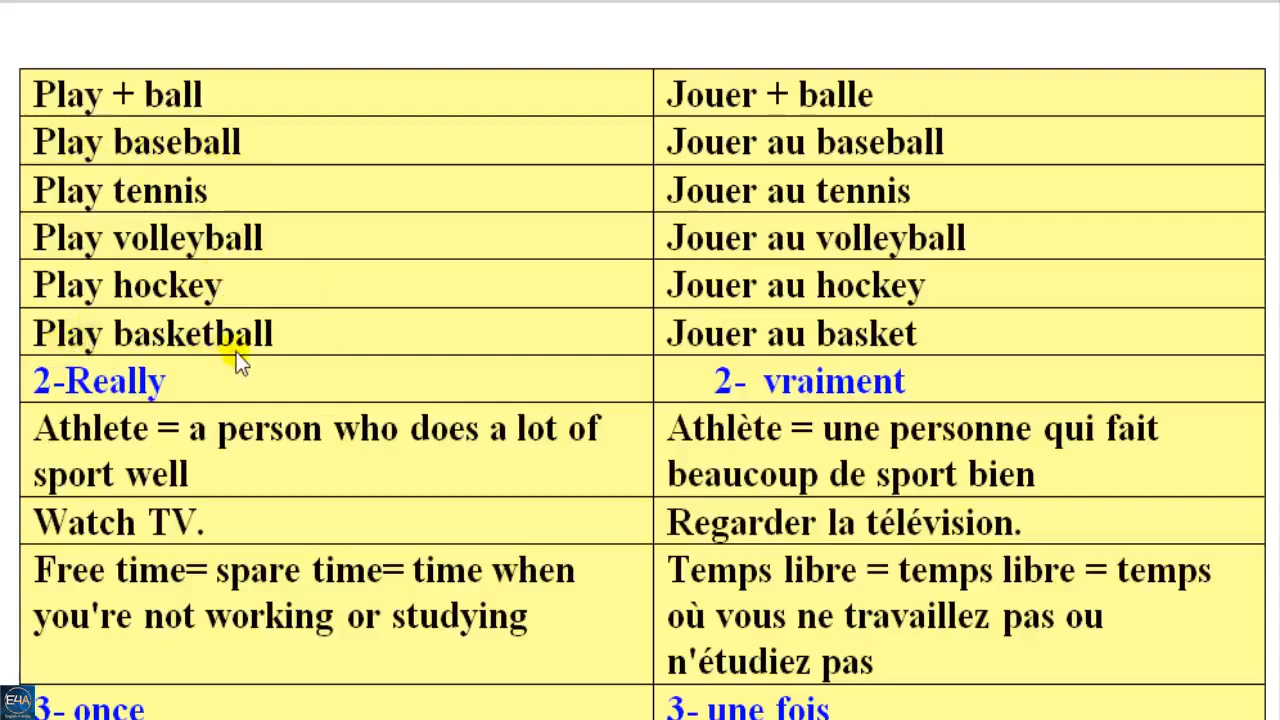 Play + ball
Jouer + balle
Play baseball
Jouer au baseball
Play tennis
Jouer au tennis
Play volleyball
Jouer au volleyball
Play hockey
Jouer au hockey
Play basketball
Jouer au basket
2-Really
2- vraiment
Athlete = a person who does a lot of
sport well
Athlète = une personne qui fait
beaucoup de sport bien
Watch TV.
Regarder la télévision.
Free time= spare time= time when
you're not working or studying
Temps libre = temps libre = temps
où vous ne travaillez pas ou
n'étudiez pas
3- once
3- une fois
E4A